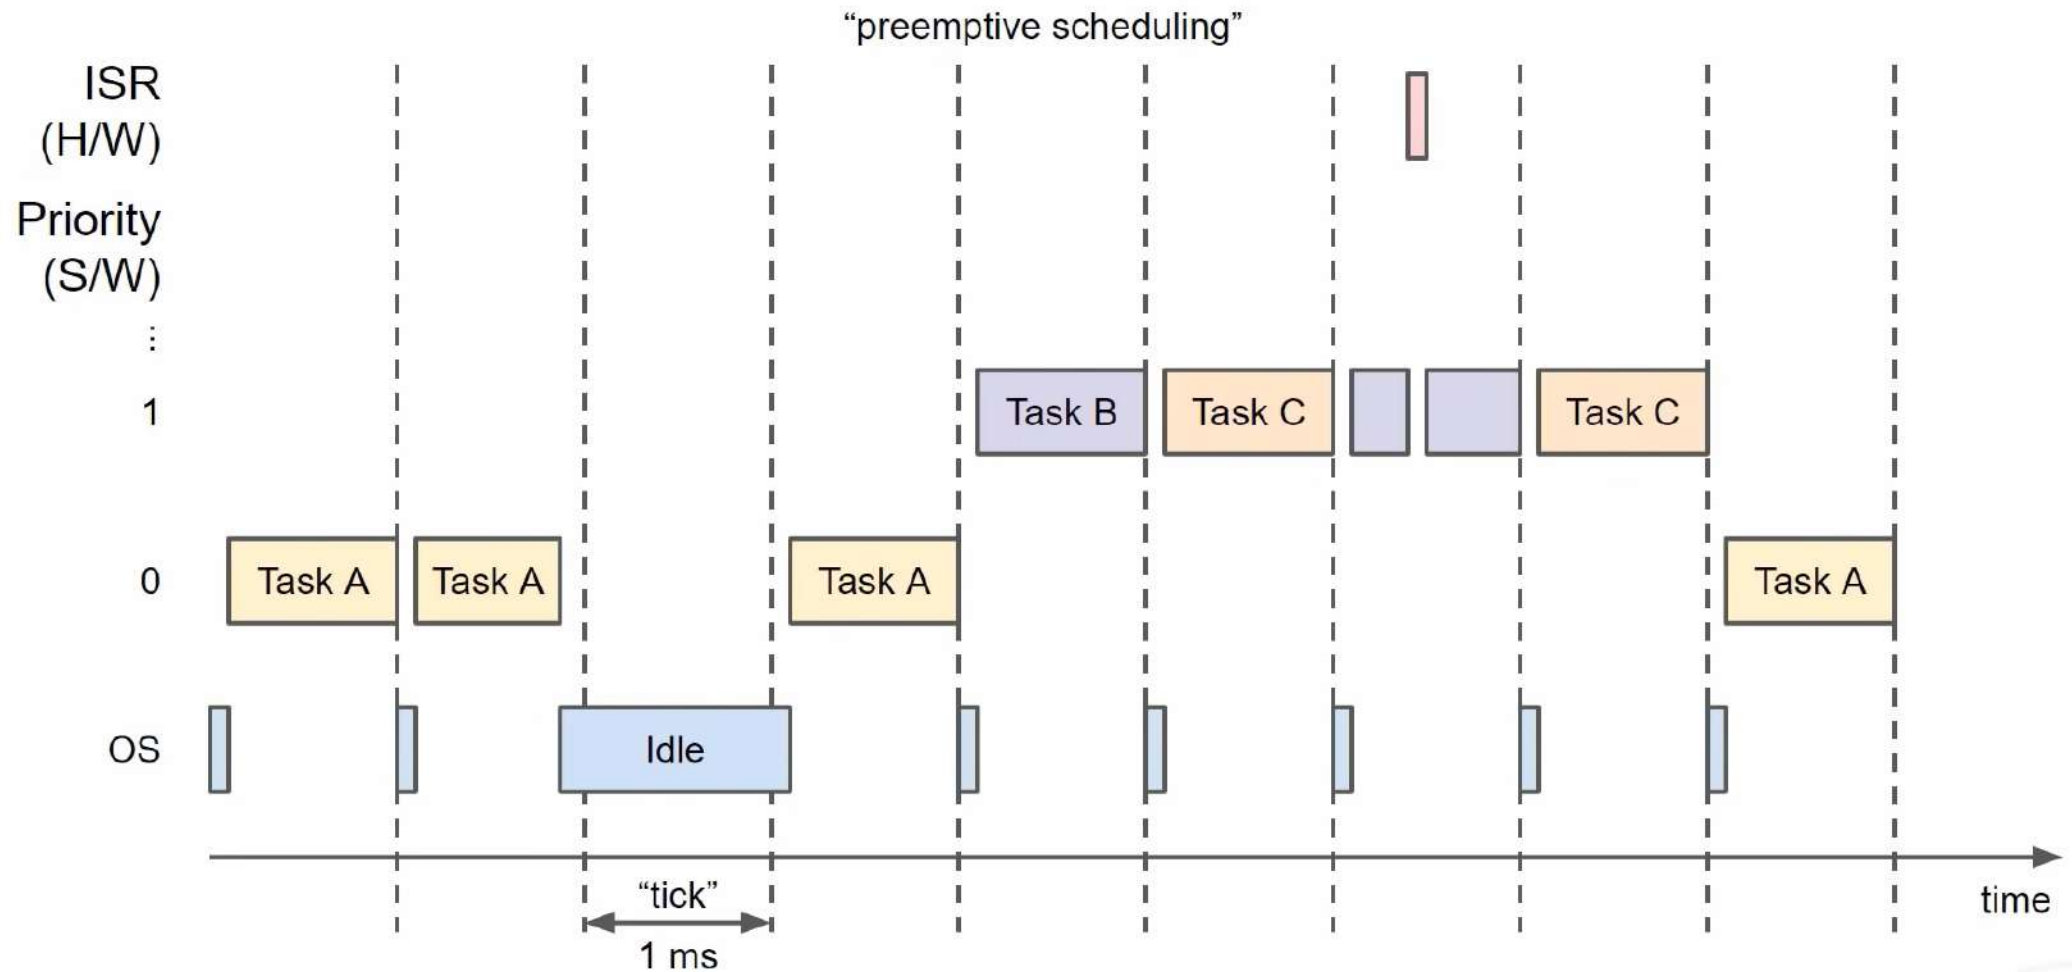 “preemptive scheduling”
ISR
(H/W)
Priority
(S/W)
⋮
1
Task B
Task C
Task C
0
Task A
Task A
Task A
Task A
OS
Idle
“tick”
1 ms
time